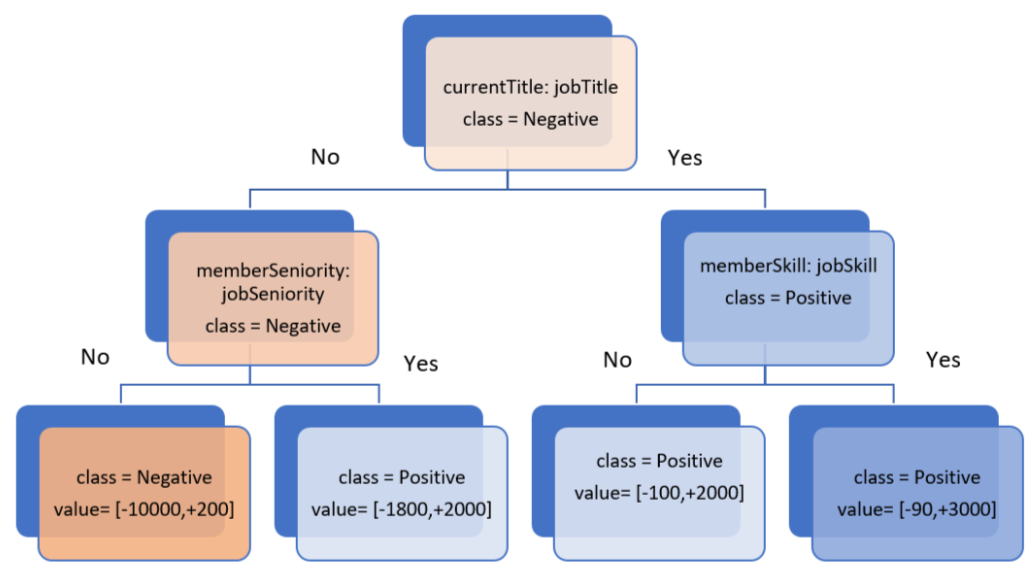 currentTitle: jobTitle
class = Negative
No
Yes
memberSeniority:
jobSeniority
class = Negative
memberSkill: jobSkill
class = Positive
No
Yes
No
Yes
class = Negative
value= [-10000,+200]
class = Positive
value= [-1800,+2000]
class = Positive
value= [-100,+2000]
class = Positive
value= [-90,+3000]